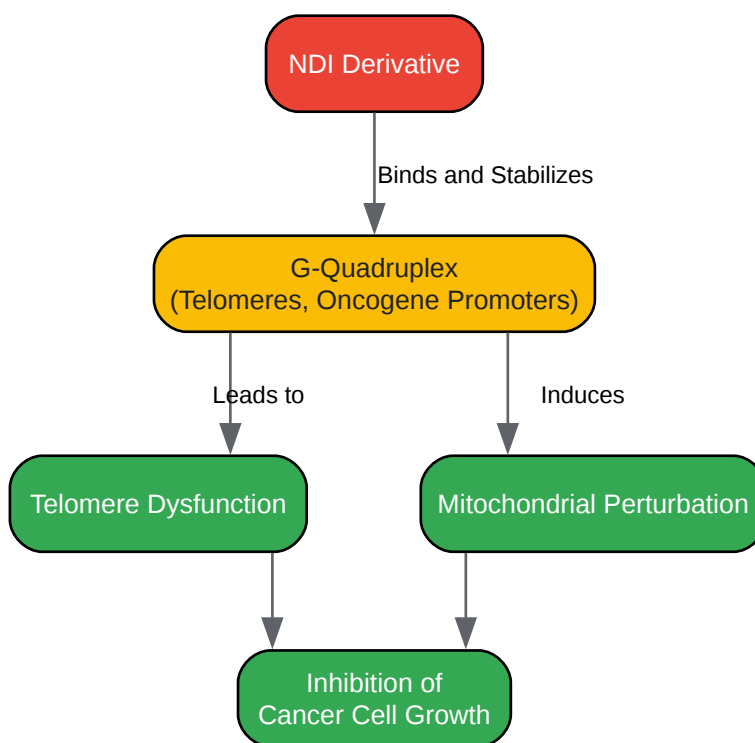 NDI Derivative
Binds and Stabilizes
G-Quadruplex
(Telomeres, Oncogene Promoters)
Leads to
Induces
Telomere Dysfunction
Mitochondrial Perturbation
Inhibition of
Cancer Cell Growth